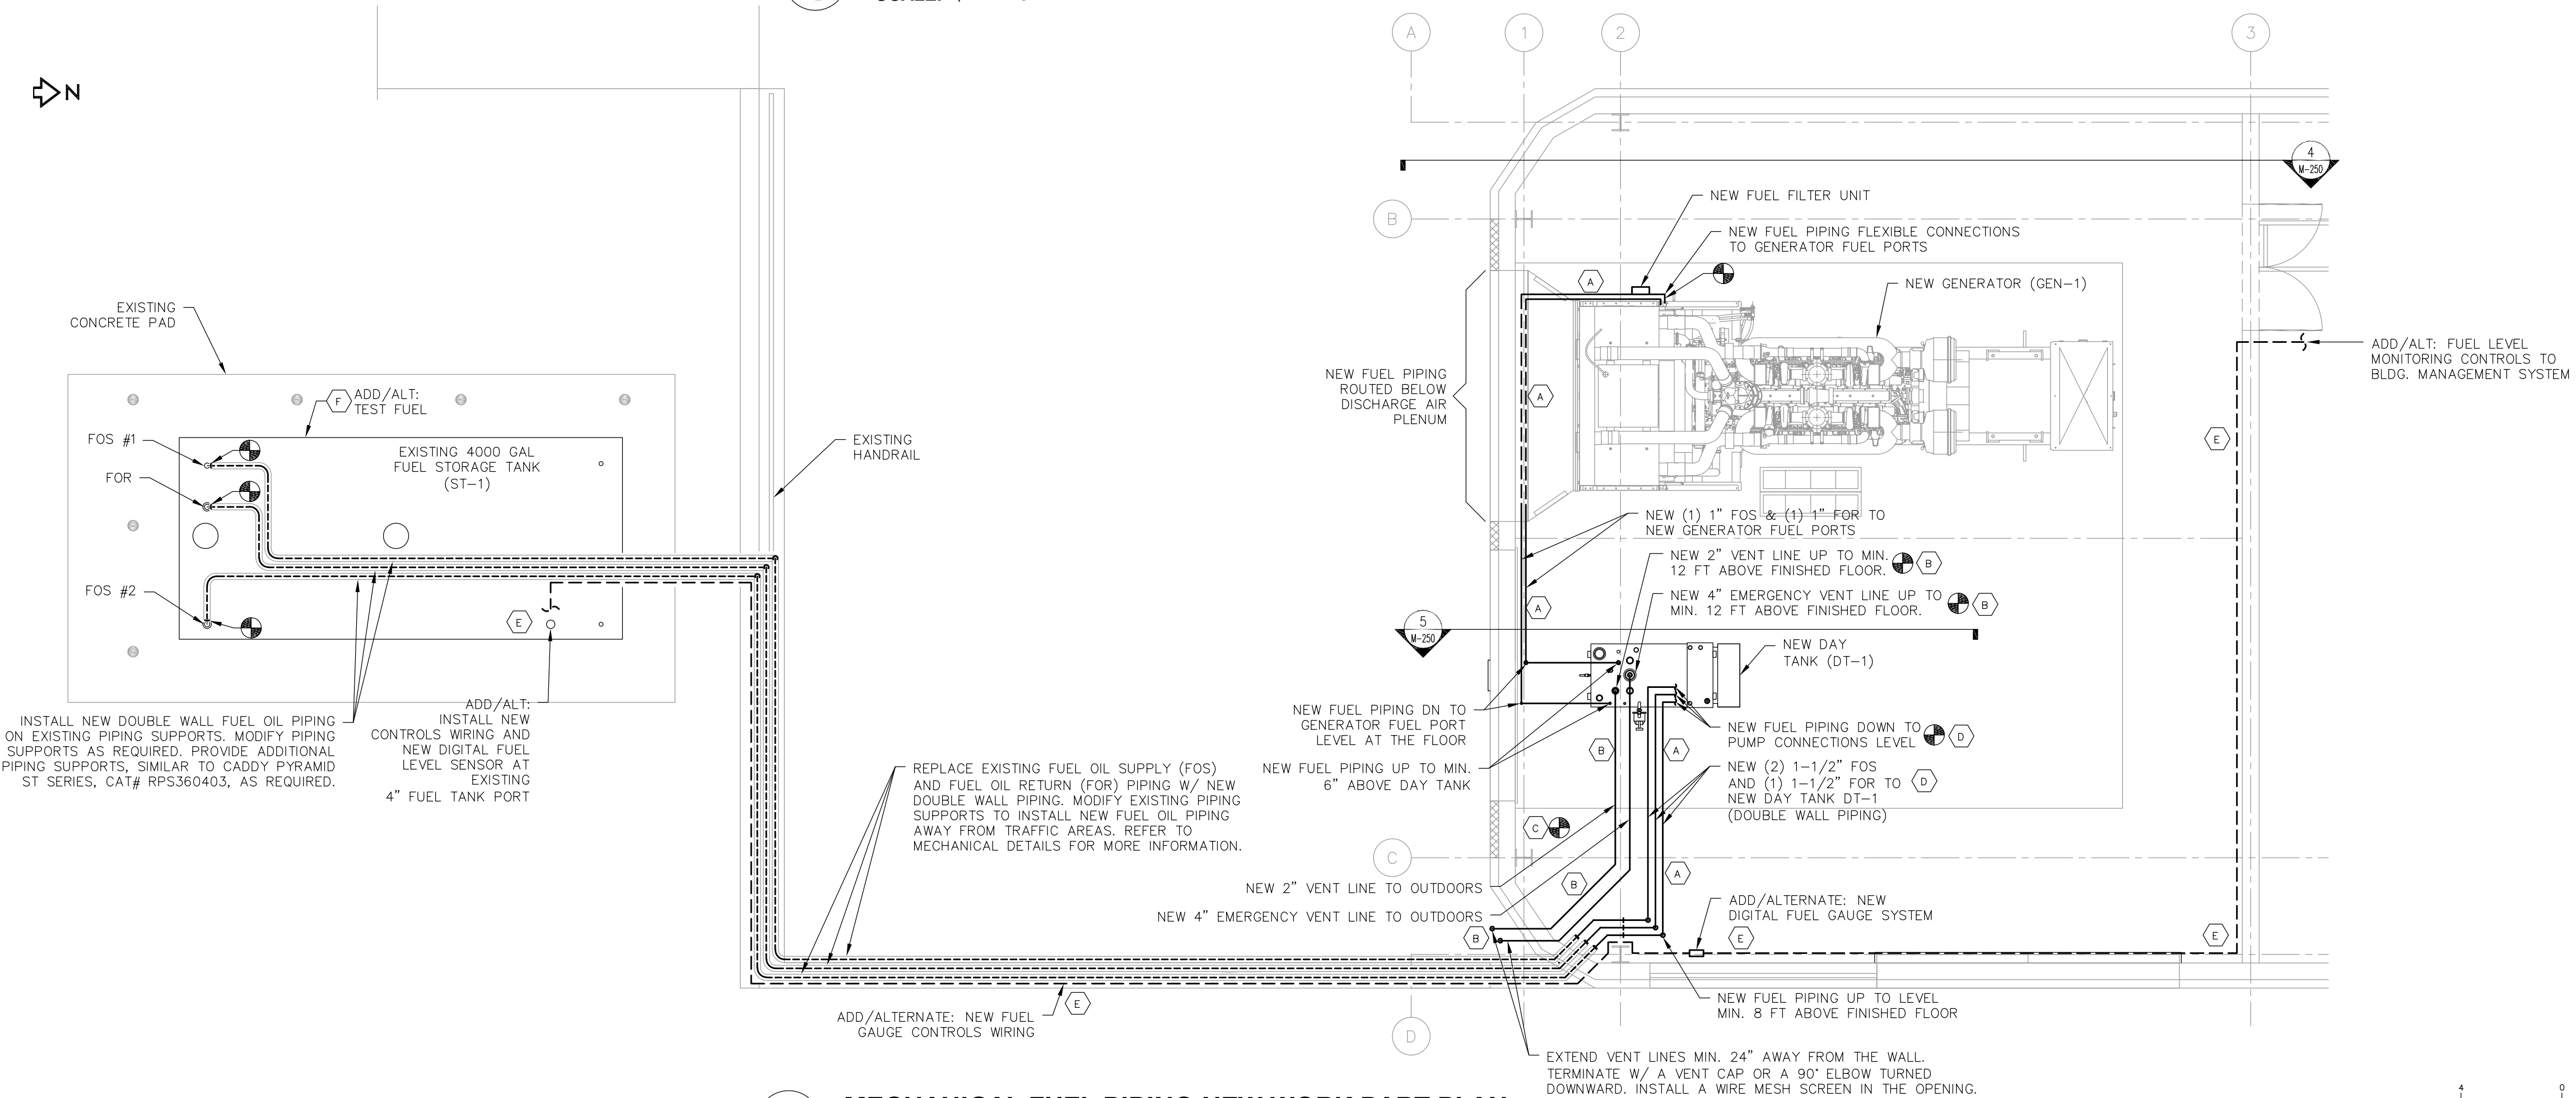 A
1
2
3
N
4
M-250
NEW FUEL FILTER UNIT
B
NEW FUEL PIPING FLEXIBLE CONNECTIONS
TO GENERATOR FUEL PORTS
A
NEW GENERATOR (GEN-1)
EXISTING
CONCRETE PAD
ADD/ALT: FUEL LEVEL
MONITORING CONTROLS TO
BLDG. MANAGEMENT SYSTEM
NEW FUEL PIPING
ROUTED BELOW
DISCHARGE AIR
PLENUM
A
F
ADD/ALT:
TEST FUEL
FOS #1
EXISTING 4000 GAL
FUEL STORAGE TANK
(ST-1)
FOR
FOS #2
EXISTING
HANDRAIL
E
NEW (1) 1" FOS & (1) 1" FOR TO
NEW GENERATOR FUEL PORTS
NEW 2" VENT LINE UP TO MIN.
12 FT ABOVE FINISHED FLOOR.
B
NEW 4" EMERGENCY VENT LINE UP TO
MIN. 12 FT ABOVE FINISHED FLOOR.
B
A
E
5
M-250
NEW DAY
TANK (DT-1)
INSTALL NEW DOUBLE WALL FUEL OIL PIPING
ON EXISTING PIPING SUPPORTS. MODIFY PIPING
SUPPORTS AS REQUIRED. PROVIDE ADDITIONAL
PIPING SUPPORTS, SIMILAR TO CADDY PYRAMID
ST SERIES, CAT# RPS360403, AS REQUIRED.
ADD/ALT:
INSTALL NEW
CONTROLS WIRING AND
NEW DIGITAL FUEL
LEVEL SENSOR AT
EXISTING
4" FUEL TANK PORT
NEW FUEL PIPING DN TO
GENERATOR FUEL PORT
LEVEL AT THE FLOOR
NEW FUEL PIPING UP TO MIN.
6" ABOVE DAY TANK
B
A
NEW FUEL PIPING DOWN TO
PUMP CONNECTIONS LEVEL
D
NEW (2) 1-1/2" FOS
AND (1) 1-1/2" FOR TO
NEW DAY TANK DT-1
(DOUBLE WALL PIPING)
D
REPLACE EXISTING FUEL OIL SUPPLY (FOS)
AND FUEL OIL RETURN (FOR) PIPING W/ NEW
DOUBLE WALL PIPING. MODIFY EXISTING PIPING
SUPPORTS TO INSTALL NEW FUEL OIL PIPING
AWAY FROM TRAFFIC AREAS. REFER TO
MECHANICAL DETAILS FOR MORE INFORMATION.
C
C
A
B
NEW 2" VENT LINE TO OUTDOORS
NEW 4" EMERGENCY VENT LINE TO OUTDOORS
ADD/ALTERNATE: NEW
DIGITAL FUEL GAUGE SYSTEM
B
E
E
ADD/ALTERNATE: NEW FUEL
GAUGE CONTROLS WIRING
E
NEW FUEL PIPING UP TO LEVEL
MIN. 8 FT ABOVE FINISHED FLOOR
D
EXTEND VENT LINES MIN. 24" AWAY FROM THE WALL.
TERMINATE W/ A VENT CAP OR A 90° ELBOW TURNED
DOWNWARD. INSTALL A WIRE MESH SCREEN IN THE OPENING.
4
0
MECHANICAL FUEL PIPING NEW WORK PART PLAN